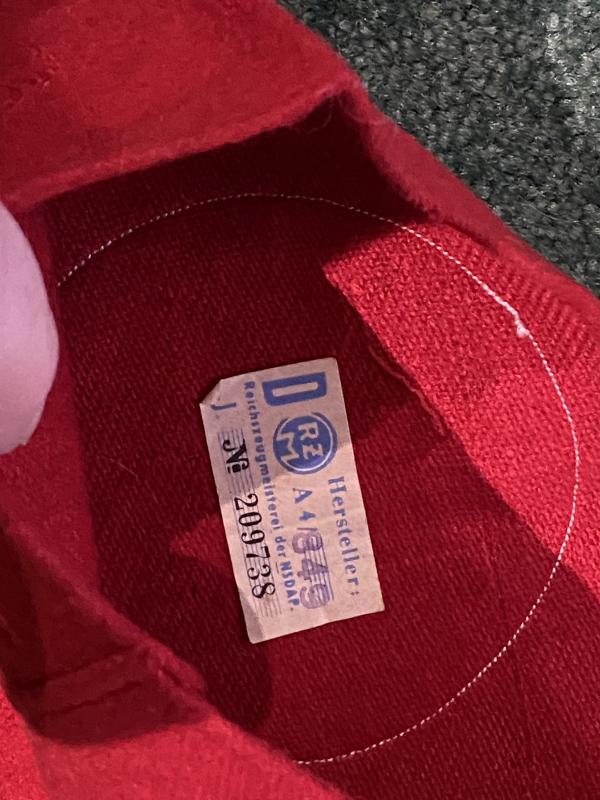 D
RZM
Hersteller:
A 4/349
Reichszeugmeisterei der NSDAP.
J
№ 209738